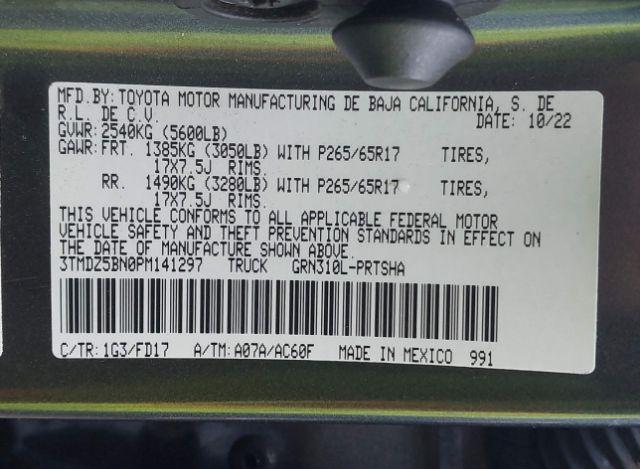 MFD.BY:TOYOTA MOTOR MANUFACTURING DE BAJA CALIFORNIA, S. DE
R.L. DE C.V. DATE: 10/22
GVWR:2540KG (5600LB)
GAWR:FRT. 1385KG (3050LB) WITH P265/65R17 TIRES,
17X7.5J RIMS.
RR. 1490KG (3280LB) WITH P265/65R17 TIRES,
17X7.5J RIMS.
THIS VEHICLE CONFORMS TO ALL APPLICABLE FEDERAL MOTOR
VEHICLE SAFETY AND THEFT PREVENTION STANDARDS IN EFFECT ON
THE DATE OF MANUFACTURE SHOWN ABOVE.
3TMDZ5BN0PM141297 TRUCK GRN310L-PRTSHA
C/TR:1G3/FD17 A/TM:A07A/AC60F MADE IN MEXICO 991